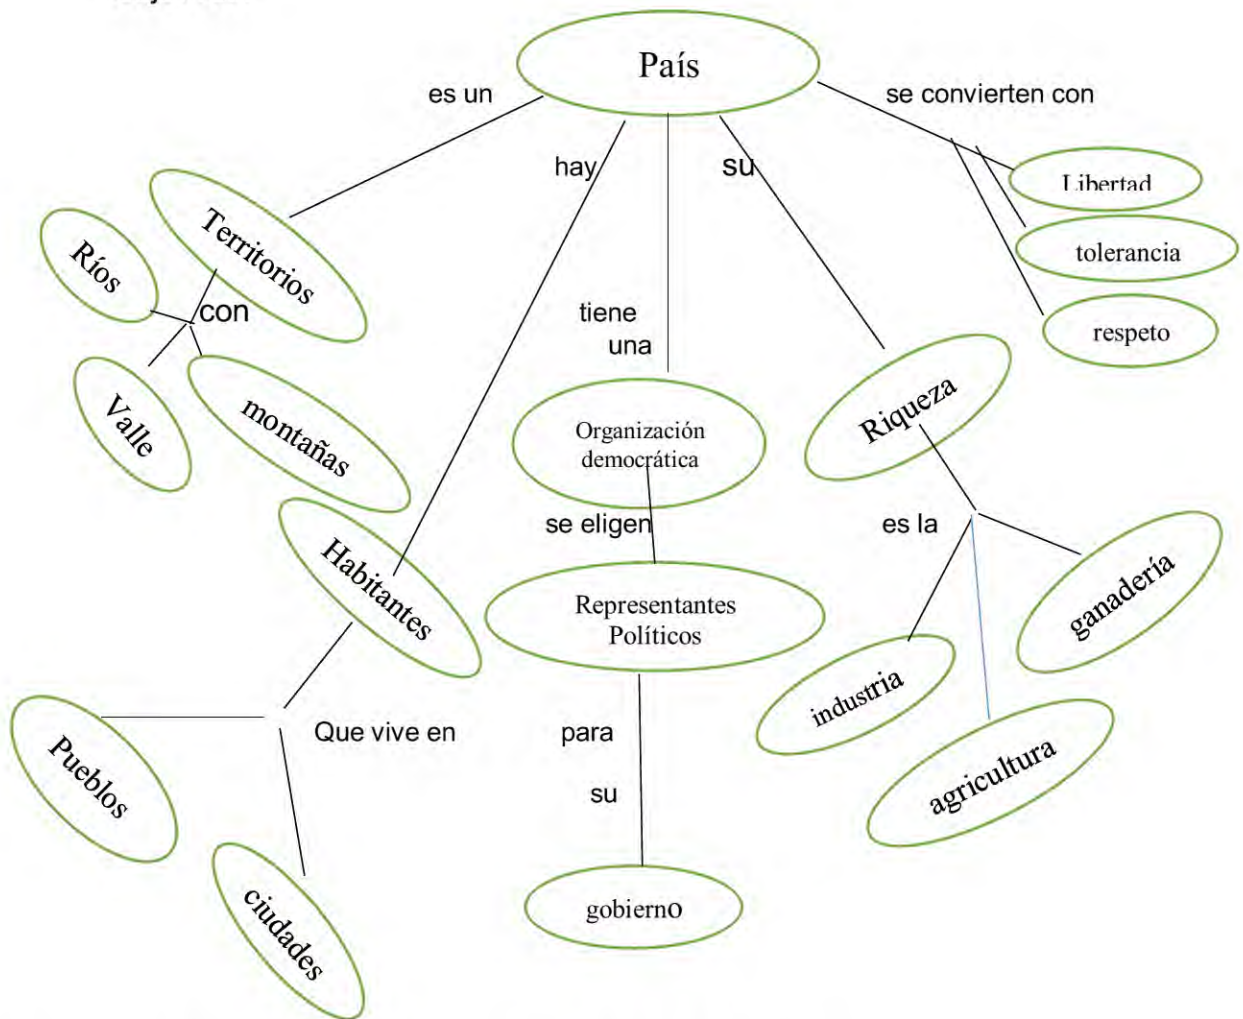 País
es un
se convierten con
hay
su
Libertad
Territorios
Ríos
tolerancia
con
tiene
una
respeto
Valle
montañas
Organización
democrática
Riqueza
se eligen
es la
Habitantes
Representantes
Políticos
ganadería
industria
Que vive en
para
su
Pueblos
agricultura
ciudades
gobierno